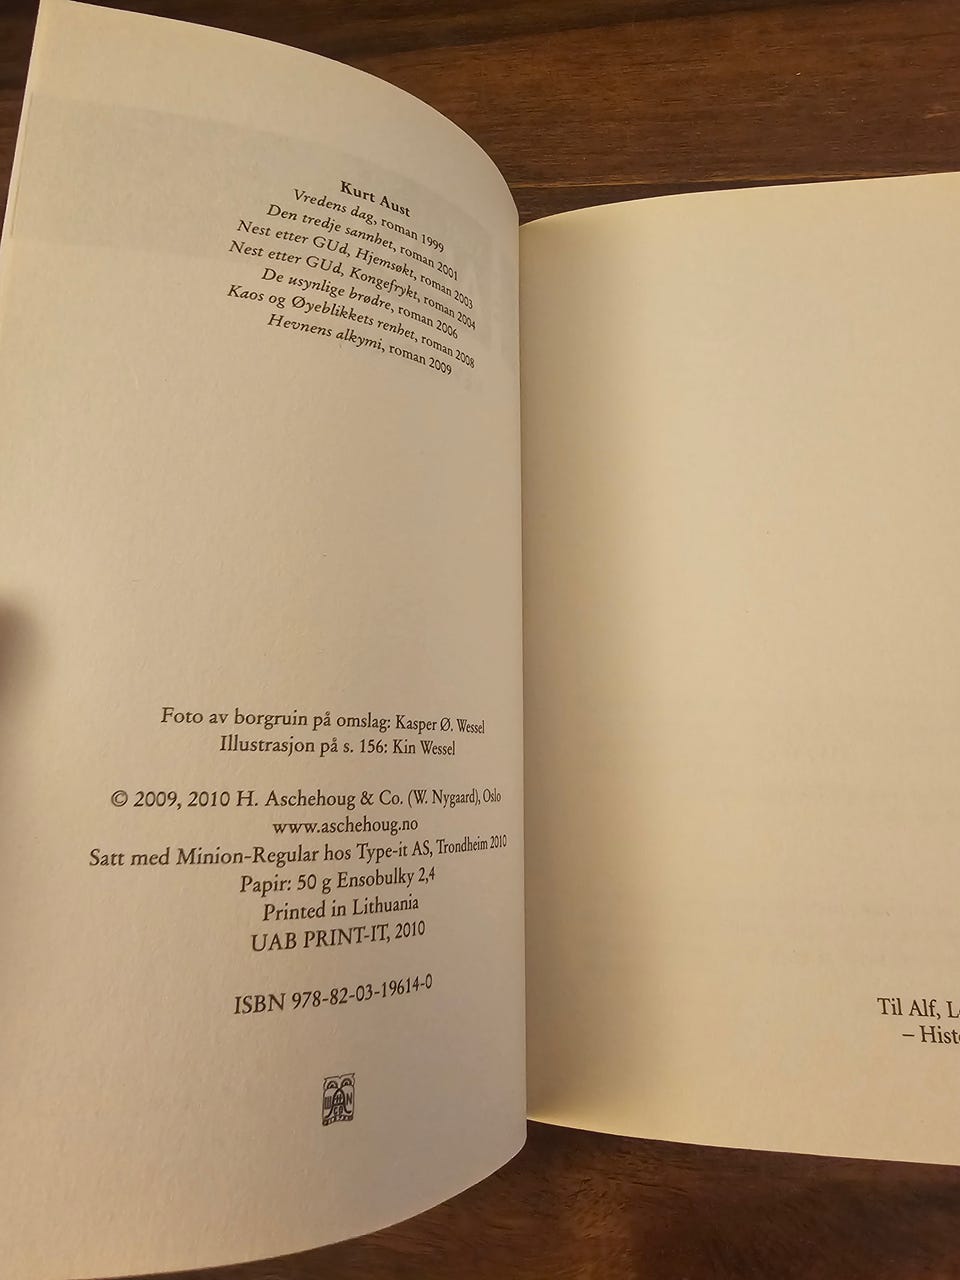 Kurt Aust
Vredens dag, roman 1999
Den tredje sannhet, roman 2001
Nest etter GUd, Hjemsøkt, roman 2003
Nest etter GUd, Kongefrykt, roman 2004
De usynlige brødre, roman 2006
Kaos og Øyeblikkets renhet, roman 2008
Hevnens alkymi, roman 2009
Foto av borgruin på omslag: Kasper Ø. Wessel
Illustrasjon på s. 156: Kin Wessel
© 2009, 2010 H. Aschehoug & Co. (W. Nygaard), Oslo
www.aschehoug.no
Satt med Minion-Regular hos Type-it AS, Trondheim 2010
Papir: 50 g Ensobulky 2,4
Printed in Lithuania
UAB PRINT-IT, 2010
ISBN 978-82-03-19614-0
Til Alf, L
– Hist